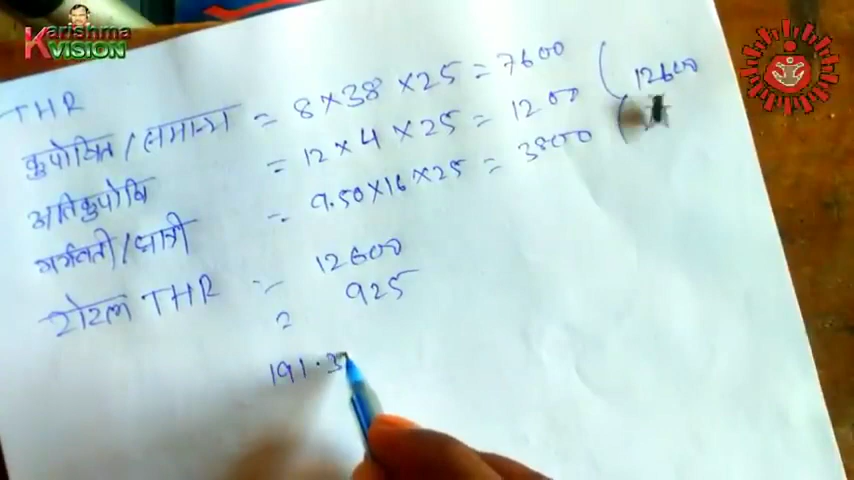 Karishma
VISION
THR
कुपोषित/सामान्य = 8×38×25 = 7600
अतिकुपोषि = 12×4×25 = 1200 12600
गर्भवती/धात्री = 9.50×16×25 = 3800
टोटल THR = 12600
= 925
191.3